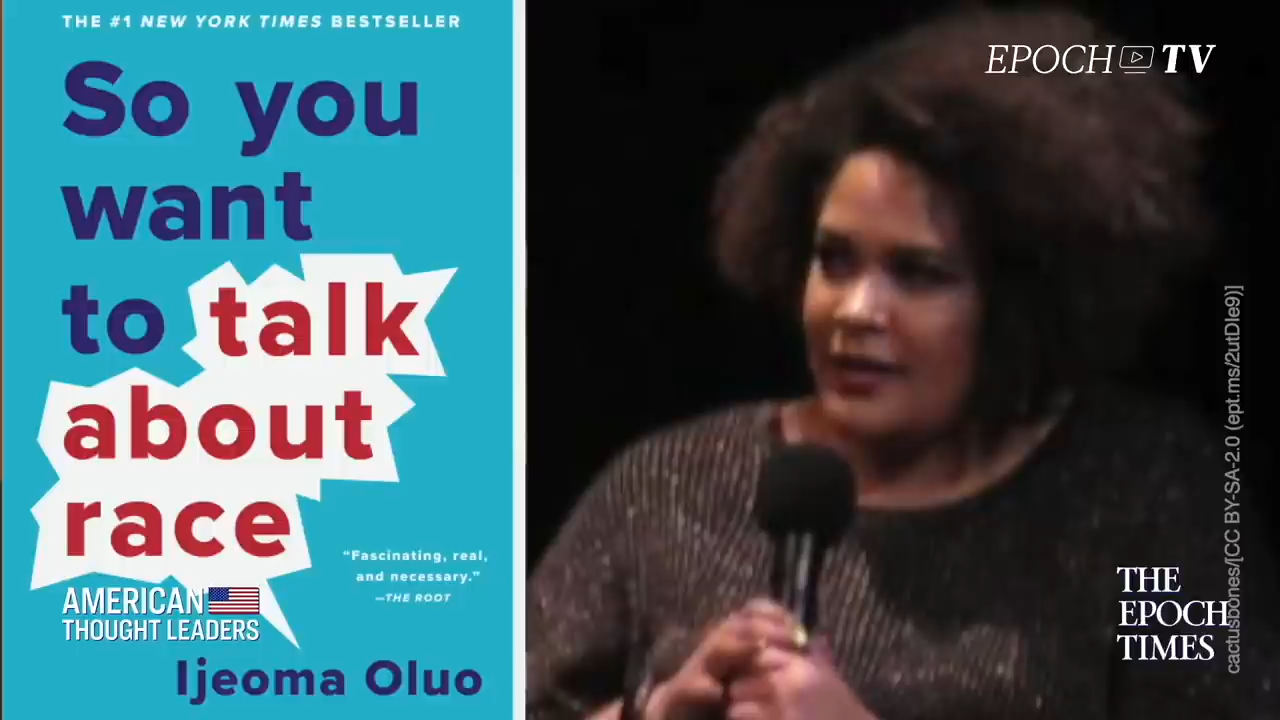 THE #1 NEW YORK TIMES BESTSELLER
So you
want
to talk
about
race
“Fascinating, real,
and necessary.”
—THE ROOT
AMERICAN
THOUGHT LEADERS
Ijeoma Oluo
EPOCH TV
THE
EPOCH
TIMES
cactusbones/[CC BY-SA-2.0 (ept.ms/2utDIe9)]